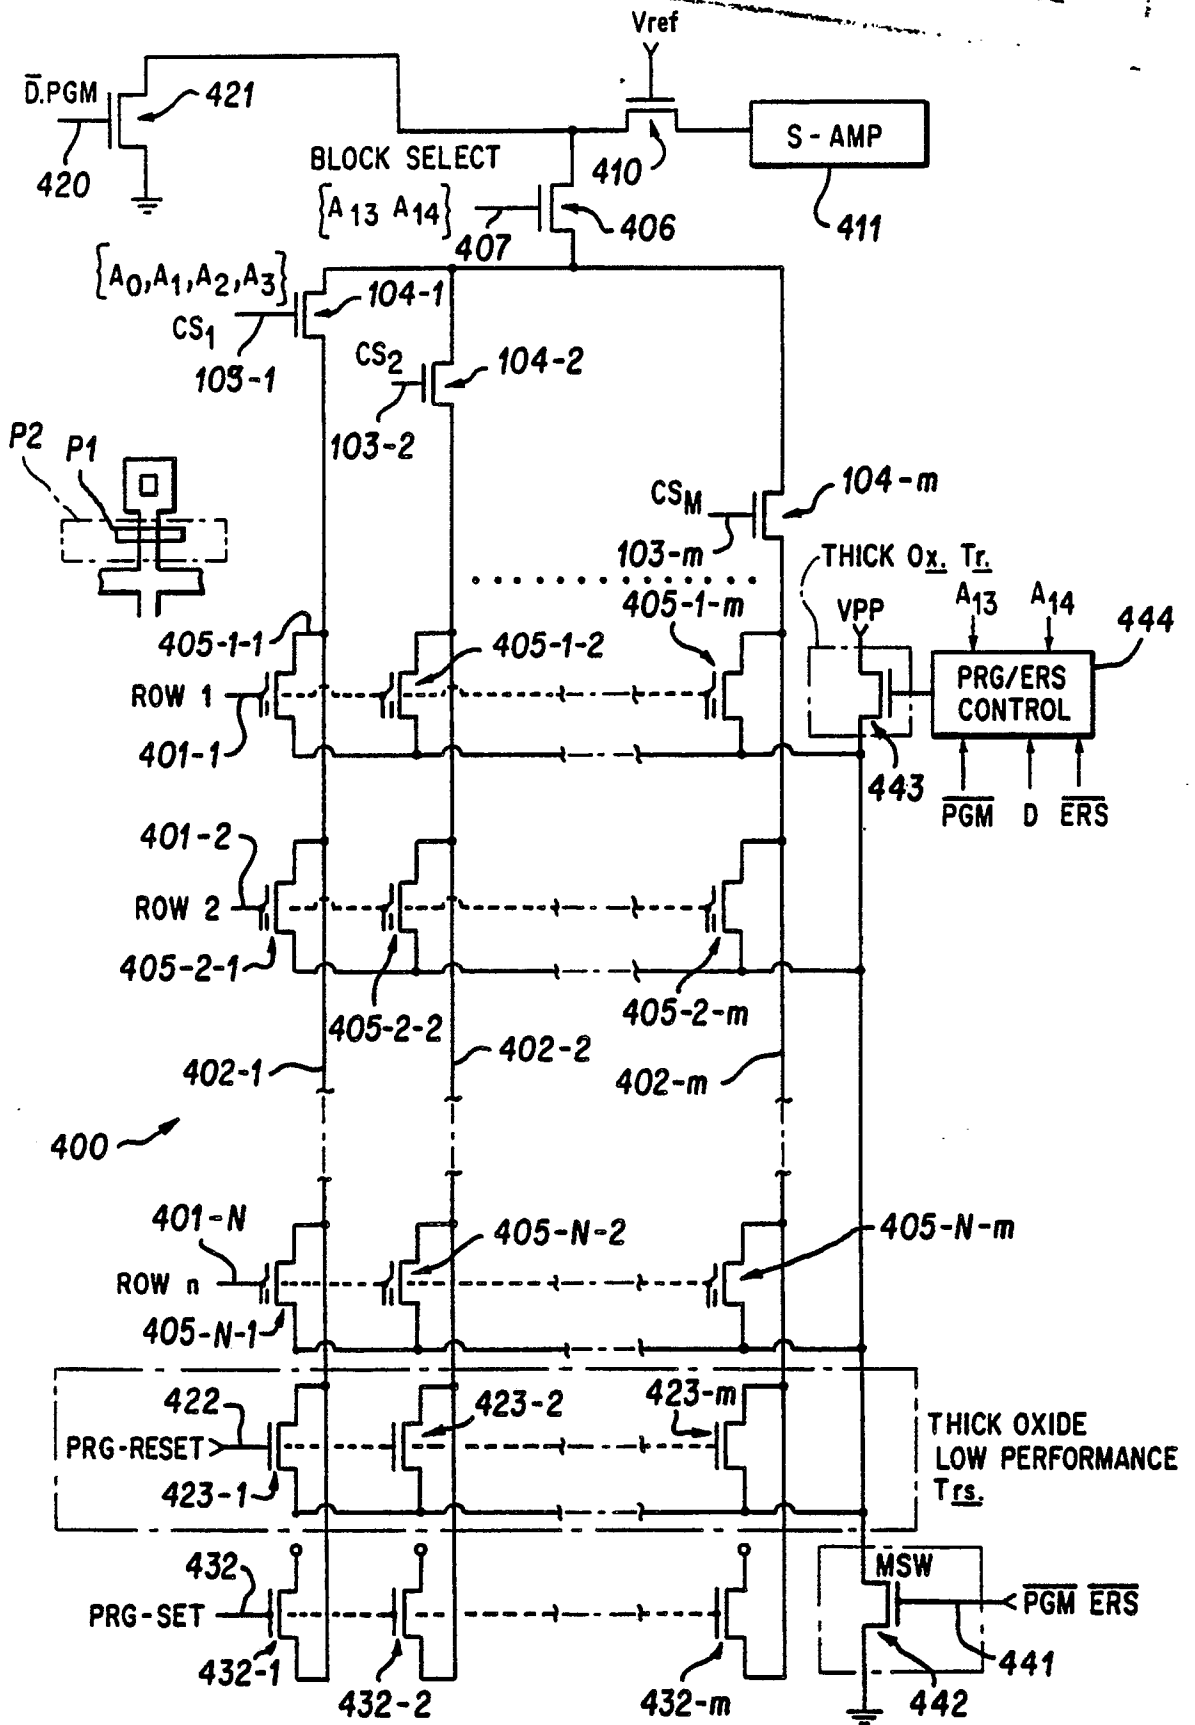 Vref
D̅.PGM
421
420
BLOCK SELECT
{A13 A14}
407
406
410
S-AMP
411
{A0,A1,A2,A3}
CS1
104-1
103-1
CS2
104-2
103-2
P2
P1
CSM
104-m
103-m
THICK Ox. Tr.
405-1-1
405-1-2
405-1-m
VPP
A13
A14
444
PRG/ERS
CONTROL
ROW 1
401-1
443
P̅G̅M̅ D E̅R̅S̅
401-2
ROW 2
405-2-1
405-2-2
405-2-m
402-1
402-2
402-m
400
401-N
ROW n
405-N-1
405-N-2
405-N-m
422
PRG-RESET
423-1
423-2
423-m
THICK OXIDE
LOW PERFORMANCE
Trs.
432
PRG-SET
432-1
432-2
432-m
MSW
P̅G̅M̅ E̅R̅S̅
441
442